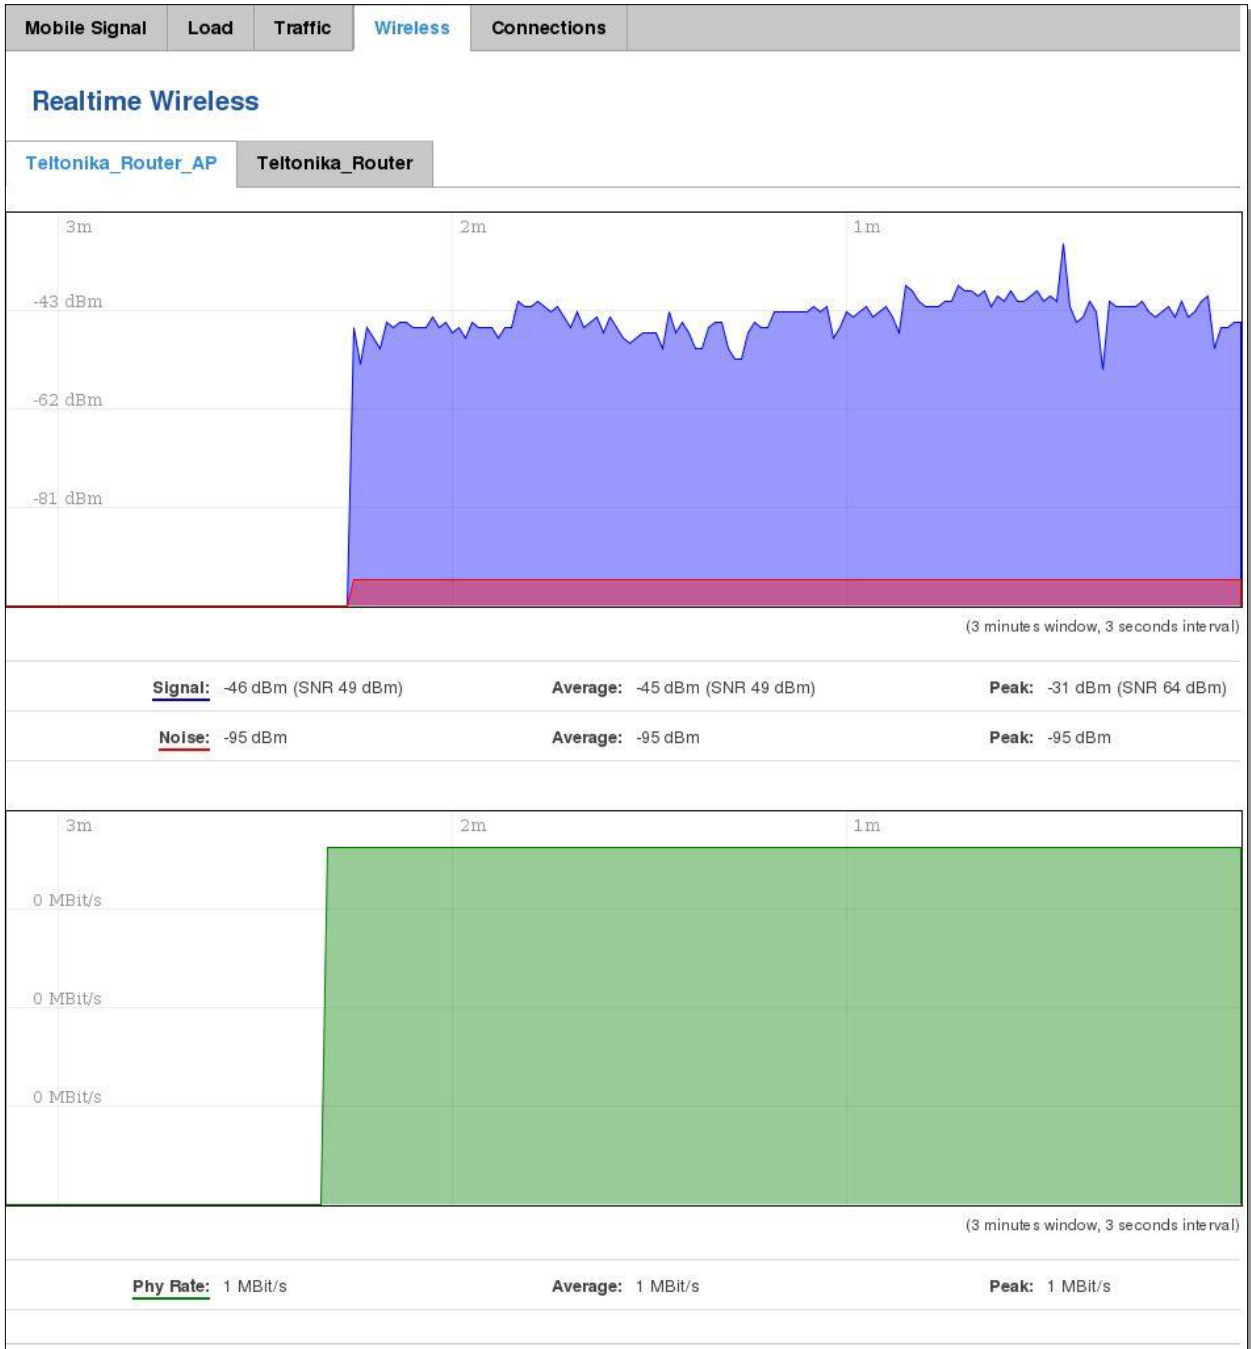 Mobile Signal Load Traffic Wireless Connections
Realtime Wireless
Teltonika_Router_AP Teltonika_Router
3m 2m 1m
-43 dBm
-62 dBm
-81 dBm
(3 minutes window, 3 seconds interval)
Signal: -46 dBm (SNR 49 dBm) Average: -45 dBm (SNR 49 dBm) Peak: -31 dBm (SNR 64 dBm)
Noise: -95 dBm Average: -95 dBm Peak: -95 dBm
3m 2m 1m
0 MBit/s
0 MBit/s
0 MBit/s
(3 minutes window, 3 seconds interval)
Phy Rate: 1 MBit/s Average: 1 MBit/s Peak: 1 MBit/s